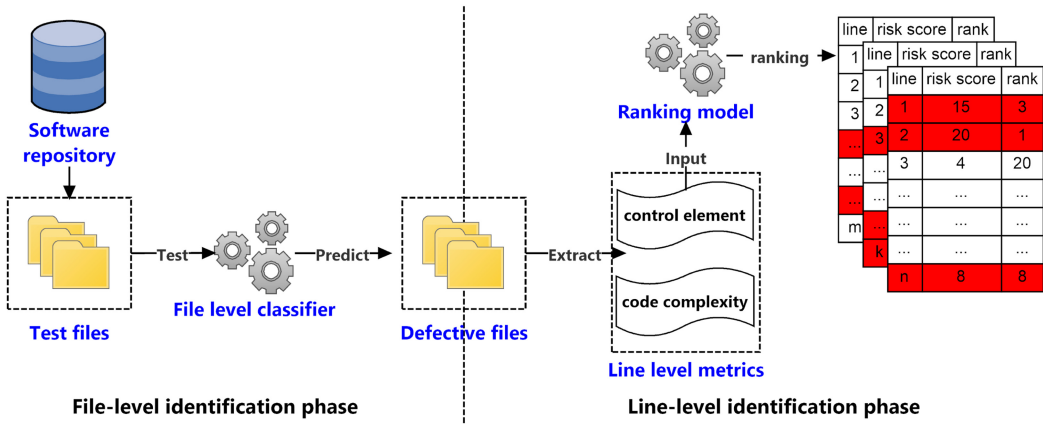 Software
repository
Test files
Test
File level classifier
Predict
Defective files
Extract
control element
code complexity
Line level metrics
Input
Ranking model
ranking
line risk score rank
1
2
3
...
...
...
m
line risk score rank
1
2
3
...
...
k
line risk score rank
1 15 3
2 20 1
3 4 20
... ... ...
... ... ...
... ... ...
n 8 8
File-level identification phase
Line-level identification phase